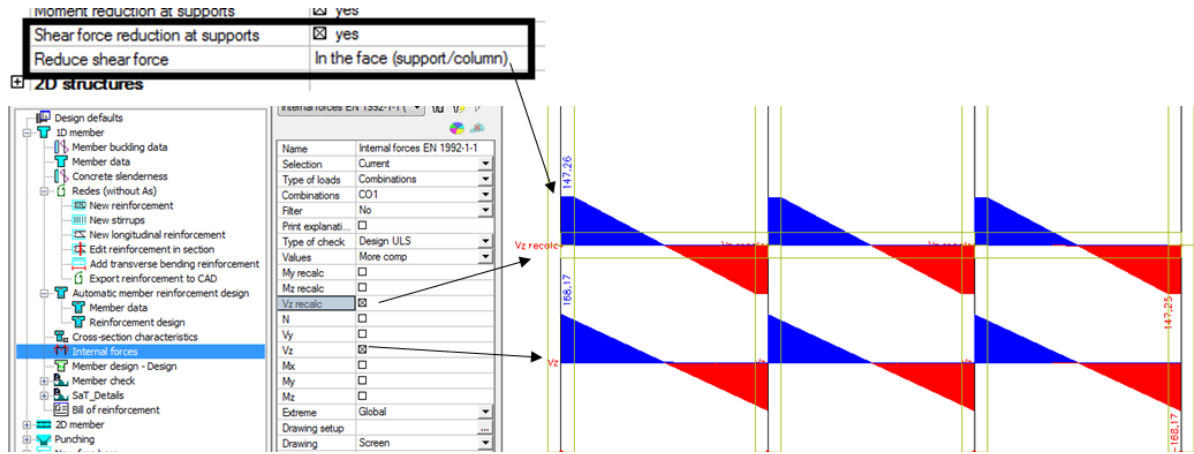 Moment reduction at supports yes
Shear force reduction at supports yes
Reduce shear force In the face (support/column)
2D structures
Design defaults
1D member
Member buckling data
Member data
Concrete slenderness
Redes (without As)
New reinforcement
New stirrups
New longitudinal reinforcement
Edit reinforcement in section
Add transverse bending reinforcement
Export reinforcement to CAD
Automatic member reinforcement design
Member data
Reinforcement design
Cross-section characteristics
Internal forces
Member design - Design
Member check
SaT_Details
Bill of reinforcement
2D member
Punching
Internal forces EN 1992-1-1 (
Name Internal forces EN 1992-1-1
Selection Current
Type of loads Combinations
Combinations CO1
Filter No
Print explanati...
Type of check Design ULS
Values More comp
My recalc
Mz recalc
Vz recalc
N
Vy
Vz
Mx
My
Mz
Extreme Global
Drawing setup ...
Drawing Screen
147.26
Vz recalc
147.25
168.17
Vz
-168.17